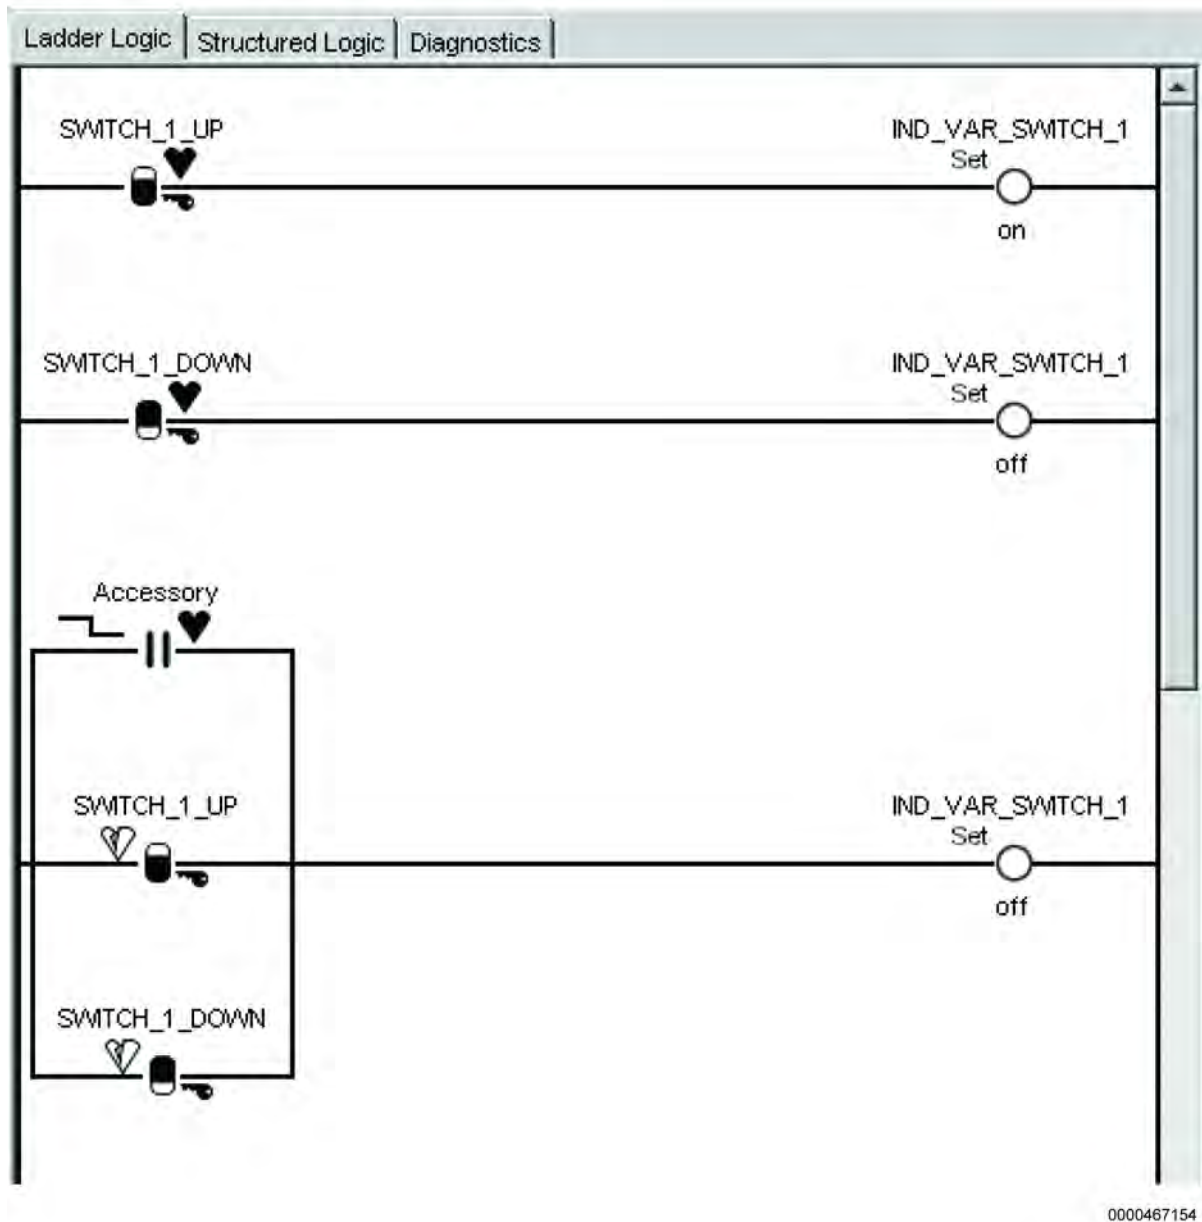 Ladder Logic Structured Logic Diagnostics
SWITCH_1_UP
IND_VAR_SWITCH_1
Set
on
SWITCH_1_DOWN
IND_VAR_SWITCH_1
Set
off
Accessory
SWITCH_1_UP
IND_VAR_SWITCH_1
Set
off
SWITCH_1_DOWN
0000467154